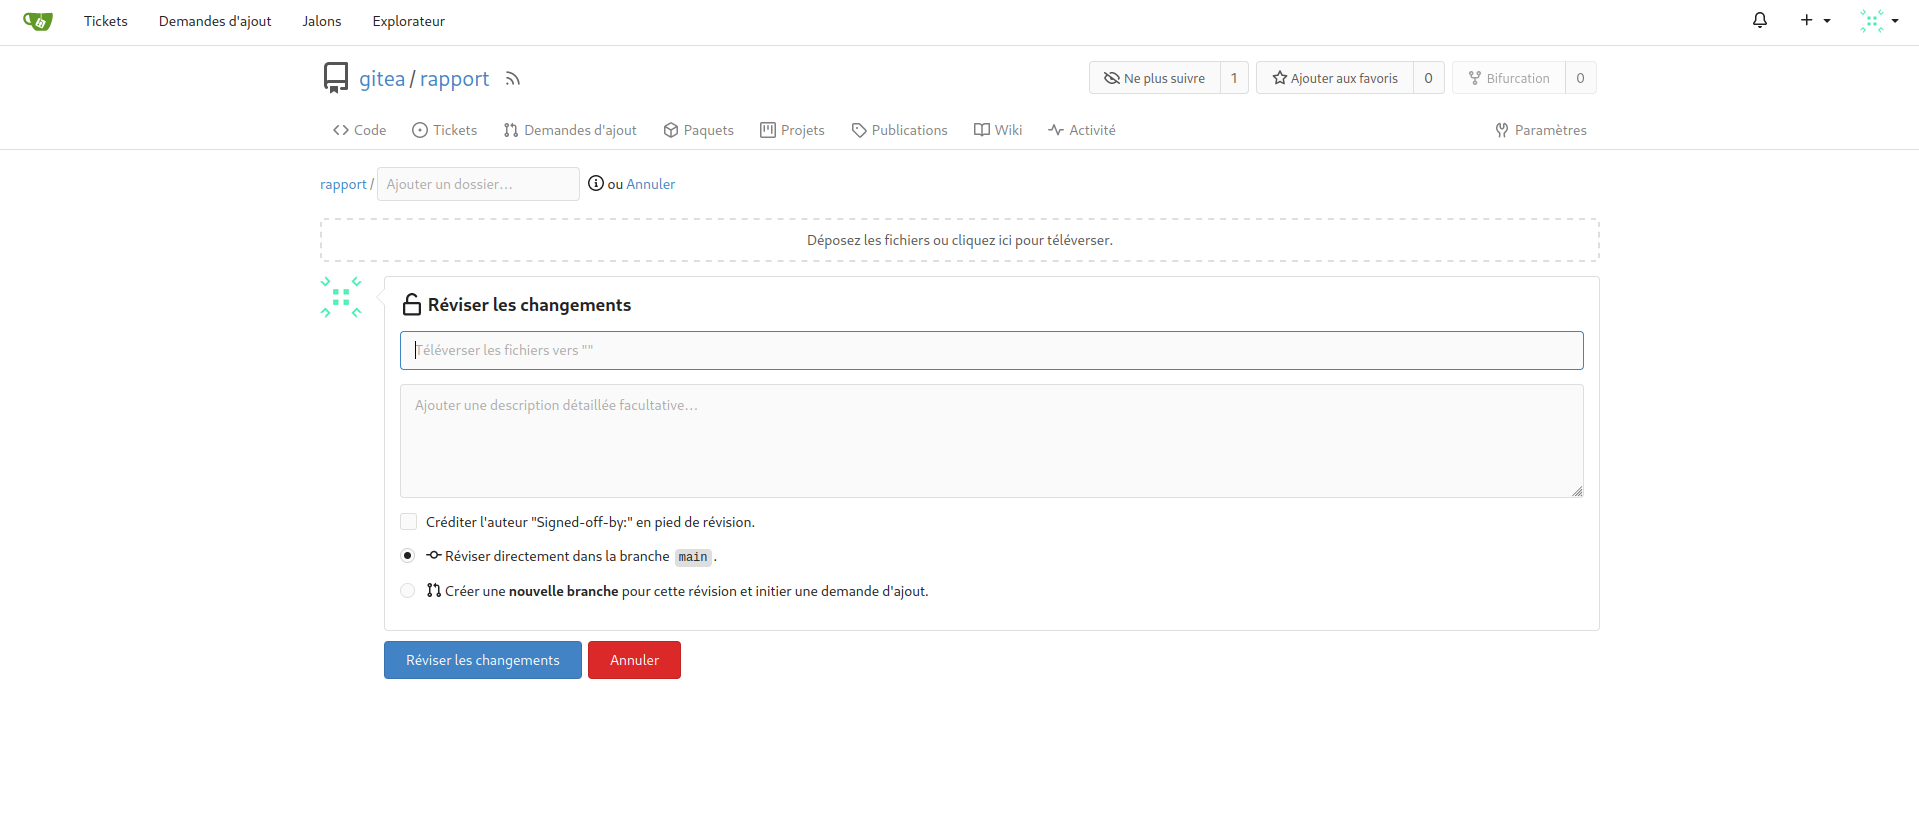 Tickets Demandes d'ajout Jalons Explorateur
gitea / rapport
Ne plus suivre 1 Ajouter aux favoris 0 Bifurcation 0
Code Tickets Demandes d'ajout Paquets Projets Publications Wiki Activité Paramètres
rapport / Ajouter un dossier… ou Annuler
Déposez les fichiers ou cliquez ici pour téléverser.
Réviser les changements
Téléverser les fichiers vers ""
Ajouter une description détaillée facultative…
Créditer l'auteur "Signed-off-by:" en pied de révision.
Réviser directement dans la branche main .
Créer une nouvelle branche pour cette révision et initier une demande d'ajout.
Réviser les changements Annuler